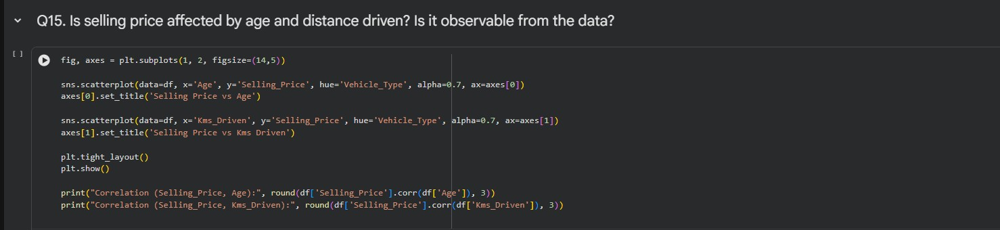 Q15. Is selling price affected by age and distance driven? Is it observable from the data?
[ ]
fig, axes = plt.subplots(1, 2, figsize=(14,5))
sns.scatterplot(data=df, x='Age', y='Selling_Price', hue='Vehicle_Type', alpha=0.7, ax=axes[0])
axes[0].set_title('Selling Price vs Age')
sns.scatterplot(data=df, x='Kms_Driven', y='Selling_Price', hue='Vehicle_Type', alpha=0.7, ax=axes[1])
axes[1].set_title('Selling Price vs Kms Driven')
plt.tight_layout()
plt.show()
print("Correlation (Selling_Price, Age):", round(df['Selling_Price'].corr(df['Age']), 3))
print("Correlation (Selling_Price, Kms_Driven):", round(df['Selling_Price'].corr(df['Kms_Driven']), 3))